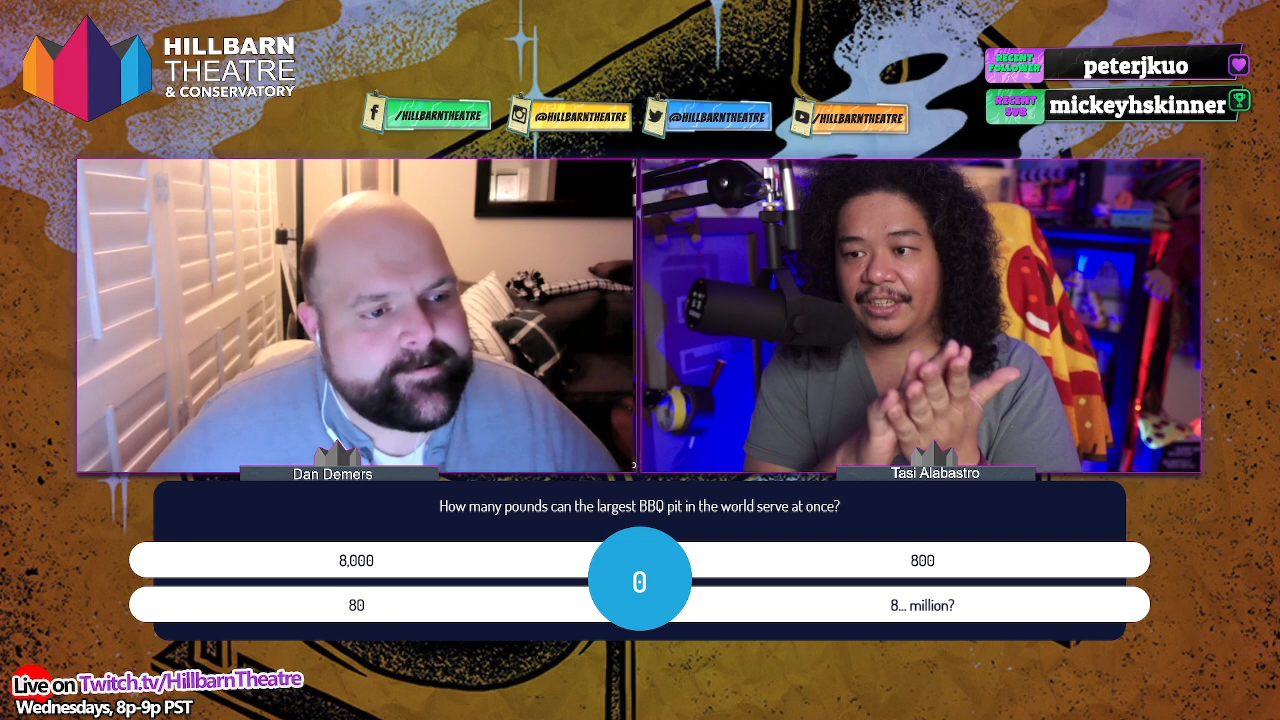 HILLBARN
THEATRE
& CONSERVATORY
/HILLBARNTHEATRE
@HILLBARNTHEATRE
@HILLBARNTHEATRE
/HILLBARNTHEATRE
RECENT
FOLLOWER
peterjkuo
RECENT
SUB
mickeyhskinner
Dan Demers
Tasi Alabastro
How many pounds can the largest BBQ pit in the world serve at once?
8,000
800
0
80
8... million?
Live on Twitch.tv/HillbarnTheatre
Wednesdays, 8p-9p PST